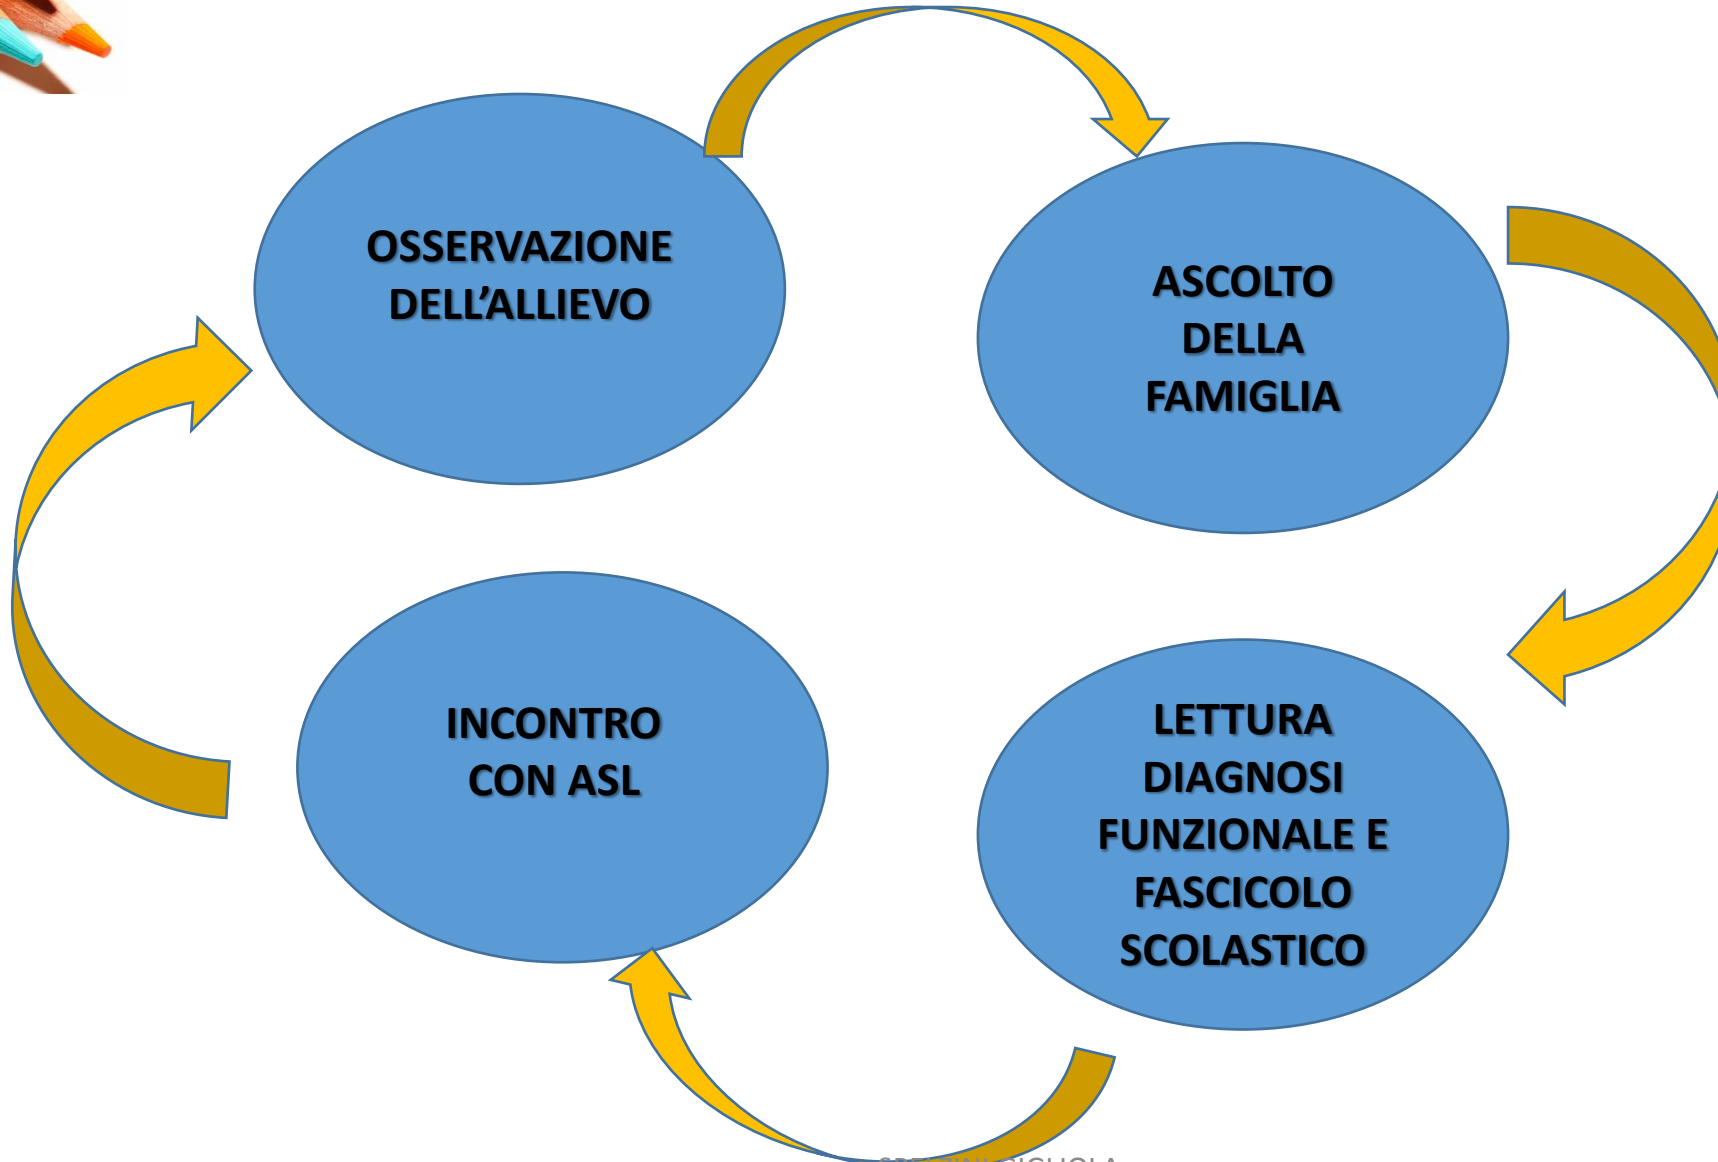 OSSERVAZIONE
DELL’ALLIEVO
ASCOLTO
DELLA
FAMIGLIA
LETTURA
DIAGNOSI
FUNZIONALE E
FASCICOLO
SCOLASTICO
INCONTRO
CON ASL